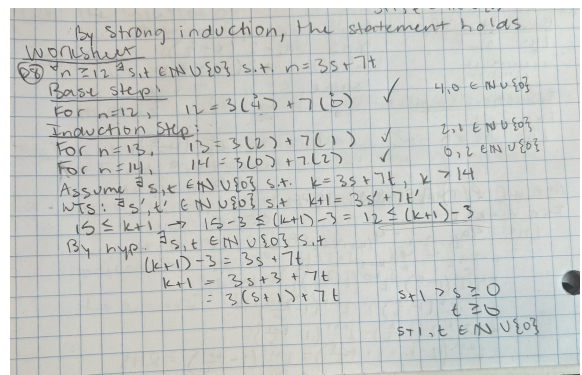 By strong induction, the statement holds
Worksheet
68 ∀n≥12 ∃s,t ∈ ℕ∪{0} s.t. n=3s+7t
Base step:
For n=12, 12=3(4)+7(0) ✓ 4,0 ∈ ℕ∪{0}
Induction Step:
For n=13, 13=3(2)+7(1) ✓ 2,1 ∈ ℕ∪{0}
For n=14, 14=3(0)+7(2) ✓ 0,2 ∈ ℕ∪{0}
Assume ∃s,t ∈ ℕ∪{0} s.t. k=3s+7t, k>14
WTS: ∃s',t' ∈ ℕ∪{0} s.t. k+1=3s'+7t'
15 ≤ k+1 → 15-3 ≤ (k+1)-3 = 12 ≤ (k+1)-3
By hyp. ∃s,t ∈ ℕ∪{0} s.t
(k+1)-3 = 3s+7t
k+1 = 3s+3+7t
= 3(s+1)+7t
s+1 > s ≥ 0
t ≥ 0
s+1, t ∈ ℕ∪{0}